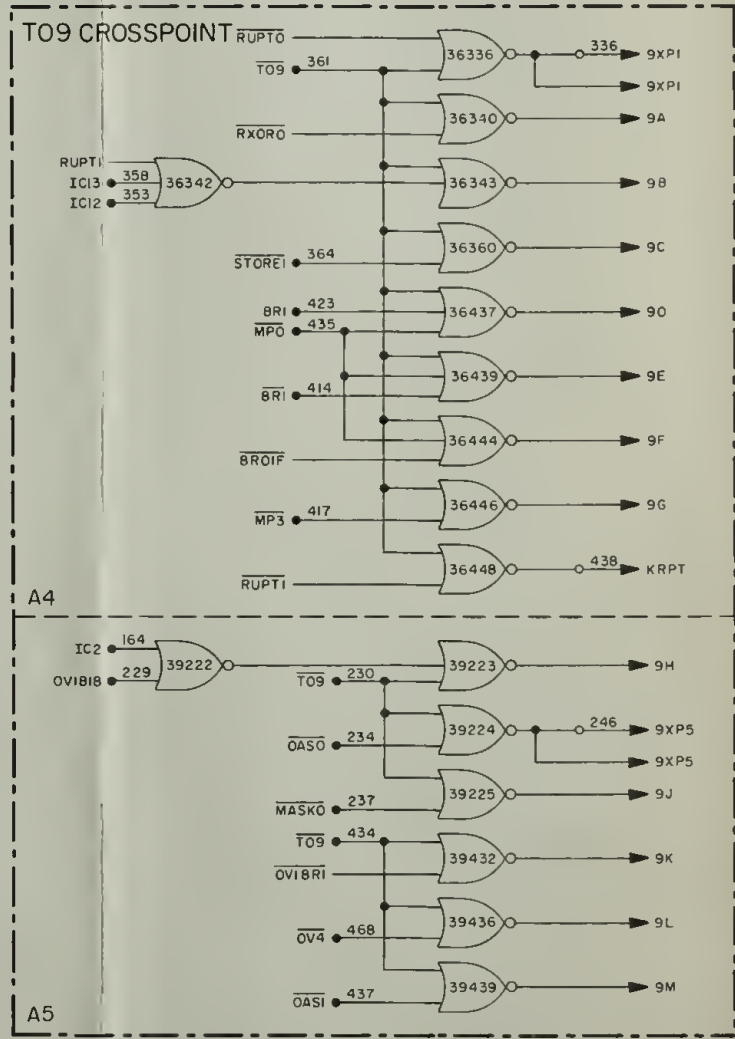 T09 CROSSPOINT
RUPT0
T09 361
36336
336 9XP1
9XP1
36340
9A
RXOR0
RUPT1
IC13 358
IC12 353
36342
36343
9B
STORE1 364
36360
9C
BR1 423
MP0 435
36437
9D
36439
9E
BR1 414
36444
9F
BR01F
36446
9G
MP3 417
36448
438 KRPT
RUPT1
A4
IC2 164
OV1B1B 229
39222
T09 230
39223
9H
39224
246 9XP5
9XP5
OAS0 234
39225
9J
MASK0 237
T09 434
39432
9K
OV1BR1
39436
9L
OV4 468
39439
9M
OAS1 437
A5